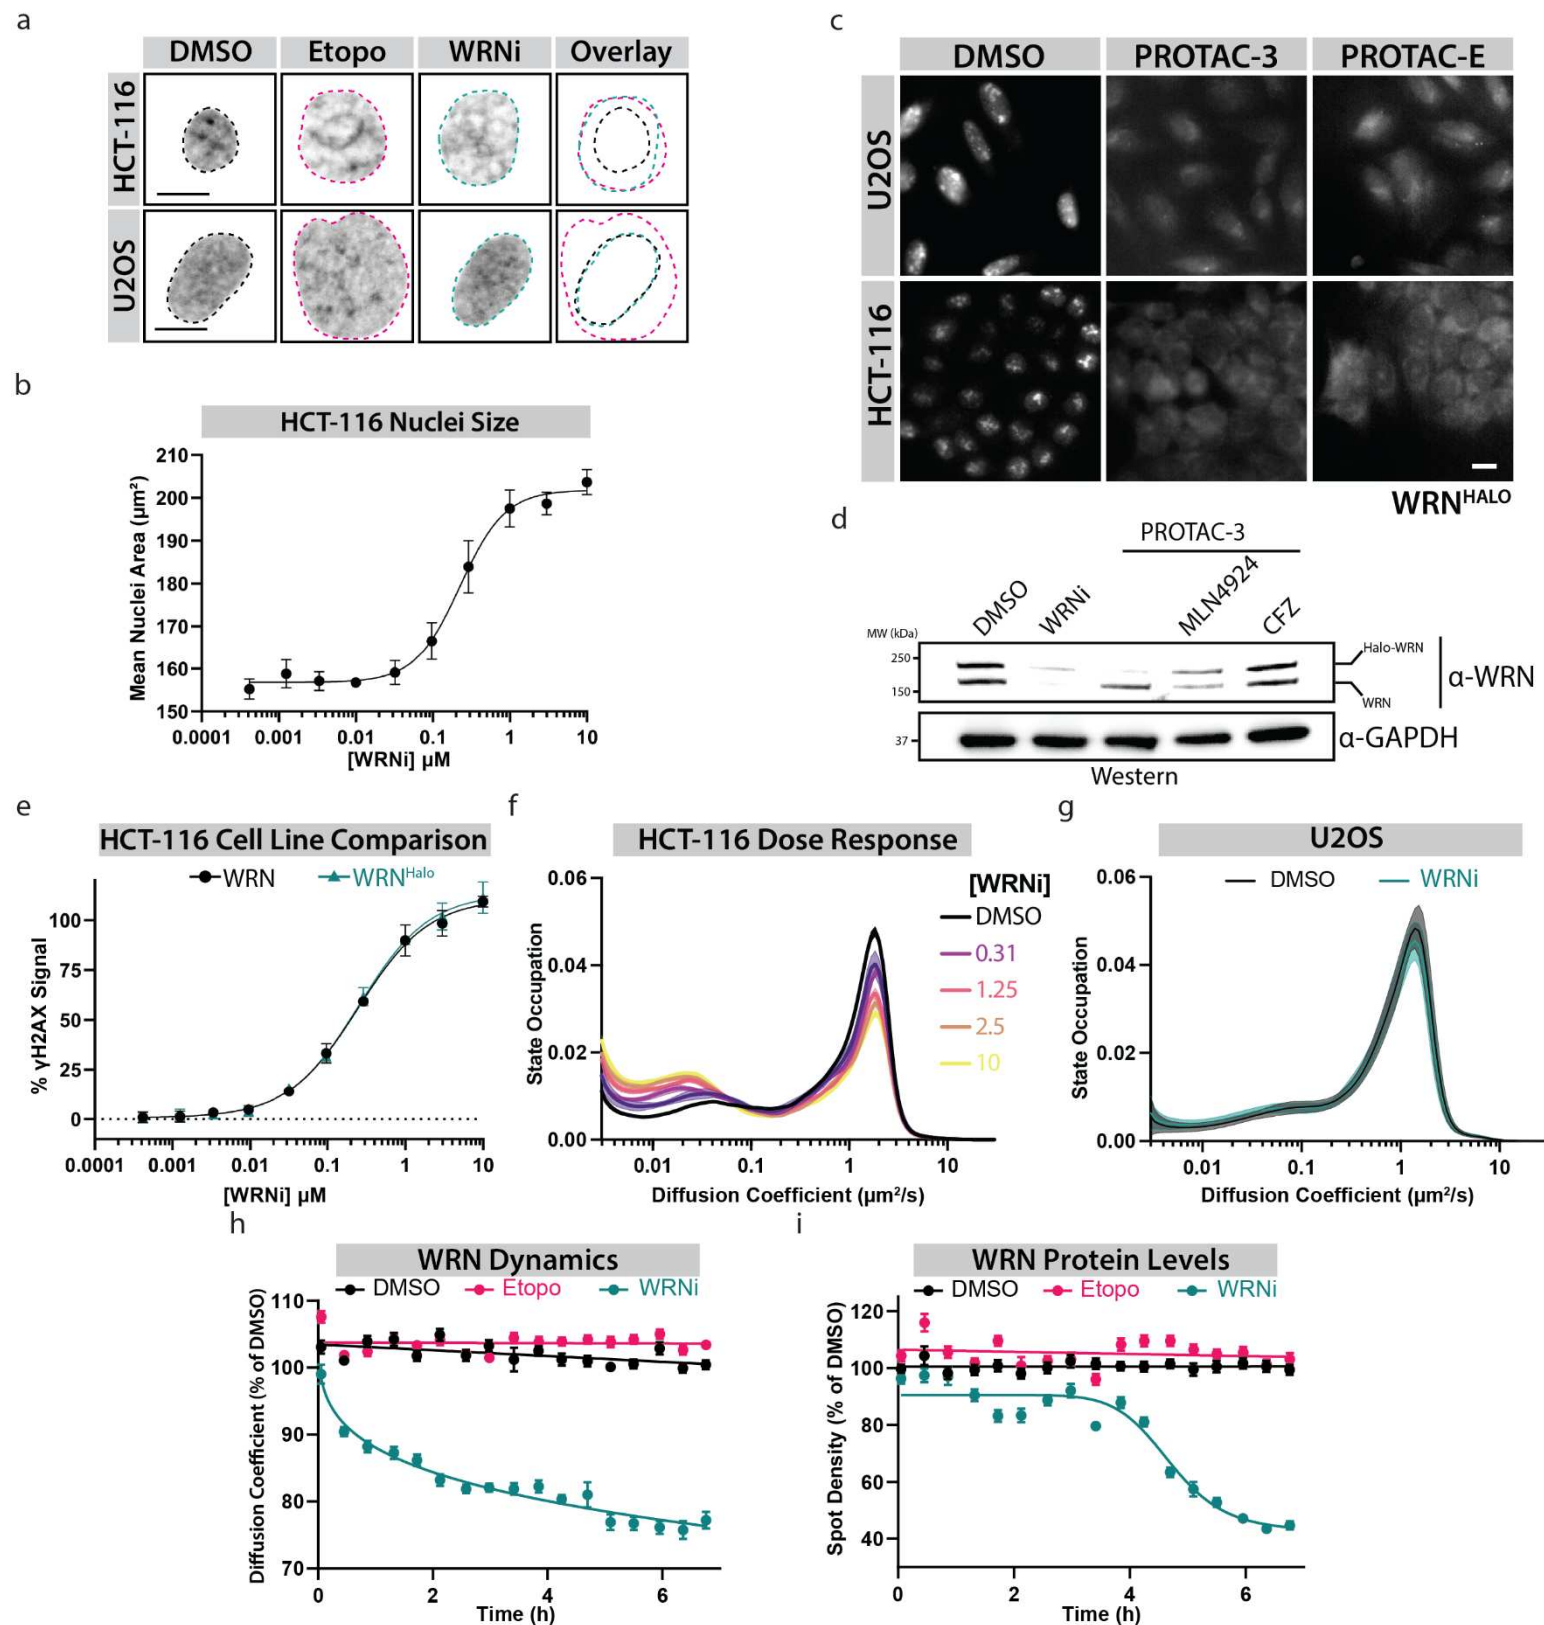 a
DMSO Etopo WRNi Overlay
HCT-116
U2OS
b
HCT-116 Nuclei Size
Mean Nuclei Area (µm²)
210
200
190
180
170
160
150
0.0001 0.001 0.01 0.1 1 10
[WRNi] µM
c
DMSO PROTAC-3 PROTAC-E
U2OS
HCT-116
WRNHALO
d
PROTAC-3
DMSO WRNi MLN4924 CFZ
MW (kDa)
250
150
37
Halo-WRN
WRN
α-WRN
α-GAPDH
Western
e
HCT-116 Cell Line Comparison
WRN WRNHalo
% γH2AX Signal
100
75
50
25
0
0.0001 0.001 0.01 0.1 1 10
[WRNi] µM
f
HCT-116 Dose Response
[WRNi]
DMSO
0.31
1.25
2.5
10
State Occupation
0.06
0.04
0.02
0.00
0.01 0.1 1 10
Diffusion Coefficient (µm²/s)
g
U2OS
DMSO WRNi
State Occupation
0.06
0.04
0.02
0.00
0.01 0.1 1 10
Diffusion Coefficient (µm²/s)
h
WRN Dynamics
DMSO Etopo WRNi
Diffusion Coefficient (% of DMSO)
110
100
90
80
70
0 2 4 6
Time (h)
i
WRN Protein Levels
DMSO Etopo WRNi
Spot Density (% of DMSO)
120
100
80
60
40
0 2 4 6
Time (h)